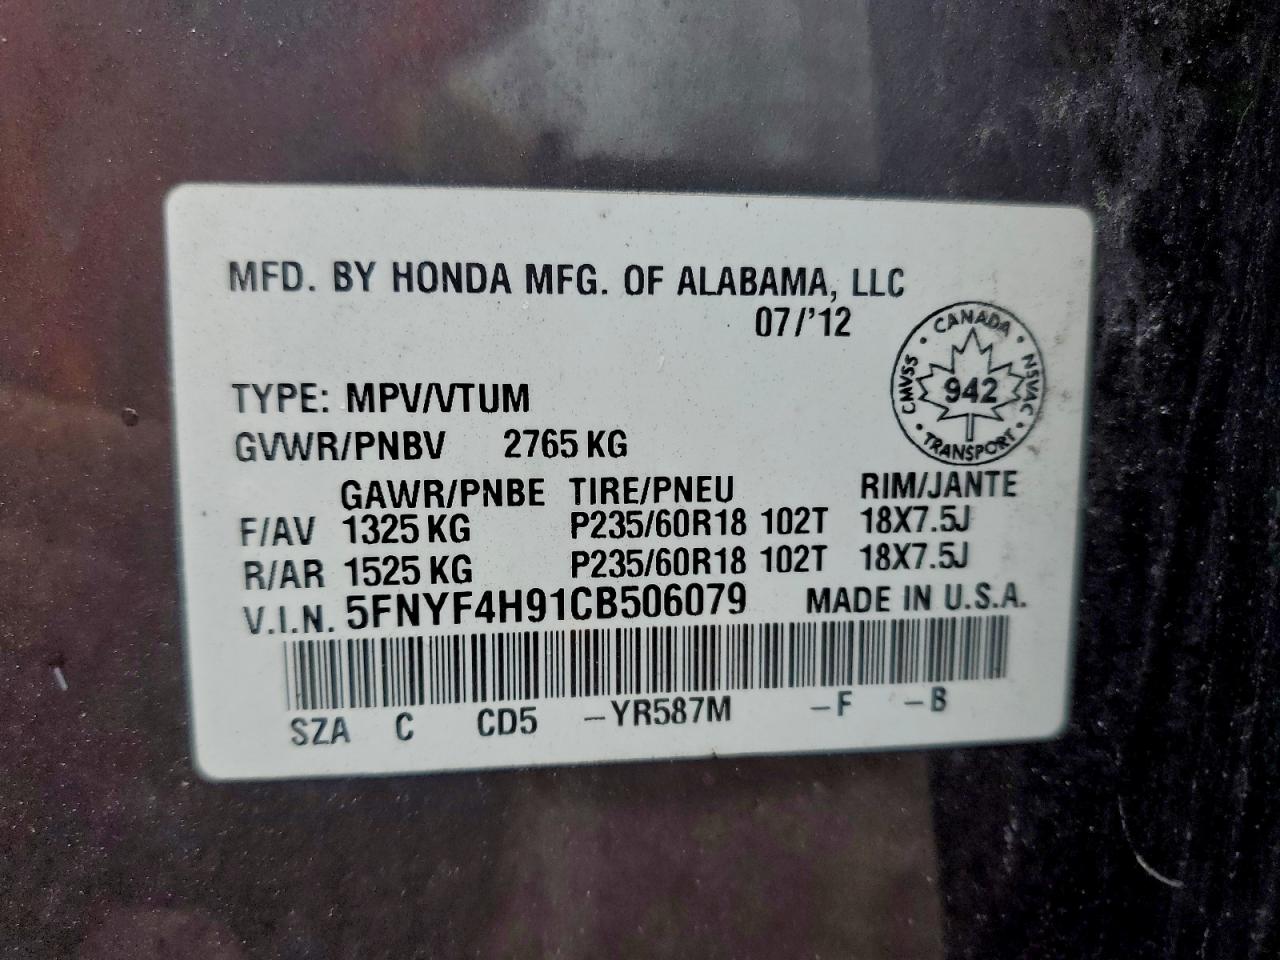 MFD. BY HONDA MFG. OF ALABAMA, LLC
07/'12
CANADA
CMVSS
942
NSVAC
TRANSPORT
TYPE: MPV/VTUM
GVWR/PNBV 2765 KG
GAWR/PNBE TIRE/PNEU RIM/JANTE
F/AV 1325 KG P235/60R18 102T 18X7.5J
R/AR 1525 KG P235/60R18 102T 18X7.5J
V.I.N. 5FNYF4H91CB506079 MADE IN U.S.A.
SZA C CD5 –YR587M –F –B